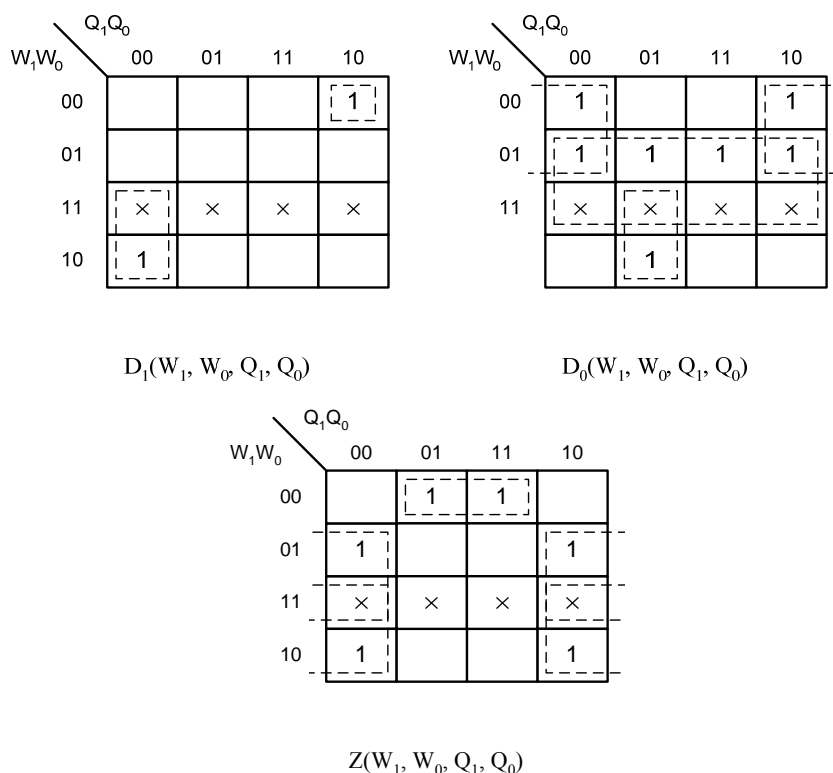 Q₁Q₀ Q₁Q₀
W₁W₀ 00 01 11 10 W₁W₀ 00 01 11 10
00 1 00 1 1
01 01 1 1 1 1
11 × × × × 11 × × × ×
10 1 1
D₁(W₁, W₀, Q₁, Q₀) D₀(W₁, W₀, Q₁, Q₀)
Q₁Q₀
W₁W₀ 00 01 11 10
00 1 1
01 1 1
11 × × × ×
10 1 1
Z(W₁, W₀, Q₁, Q₀)